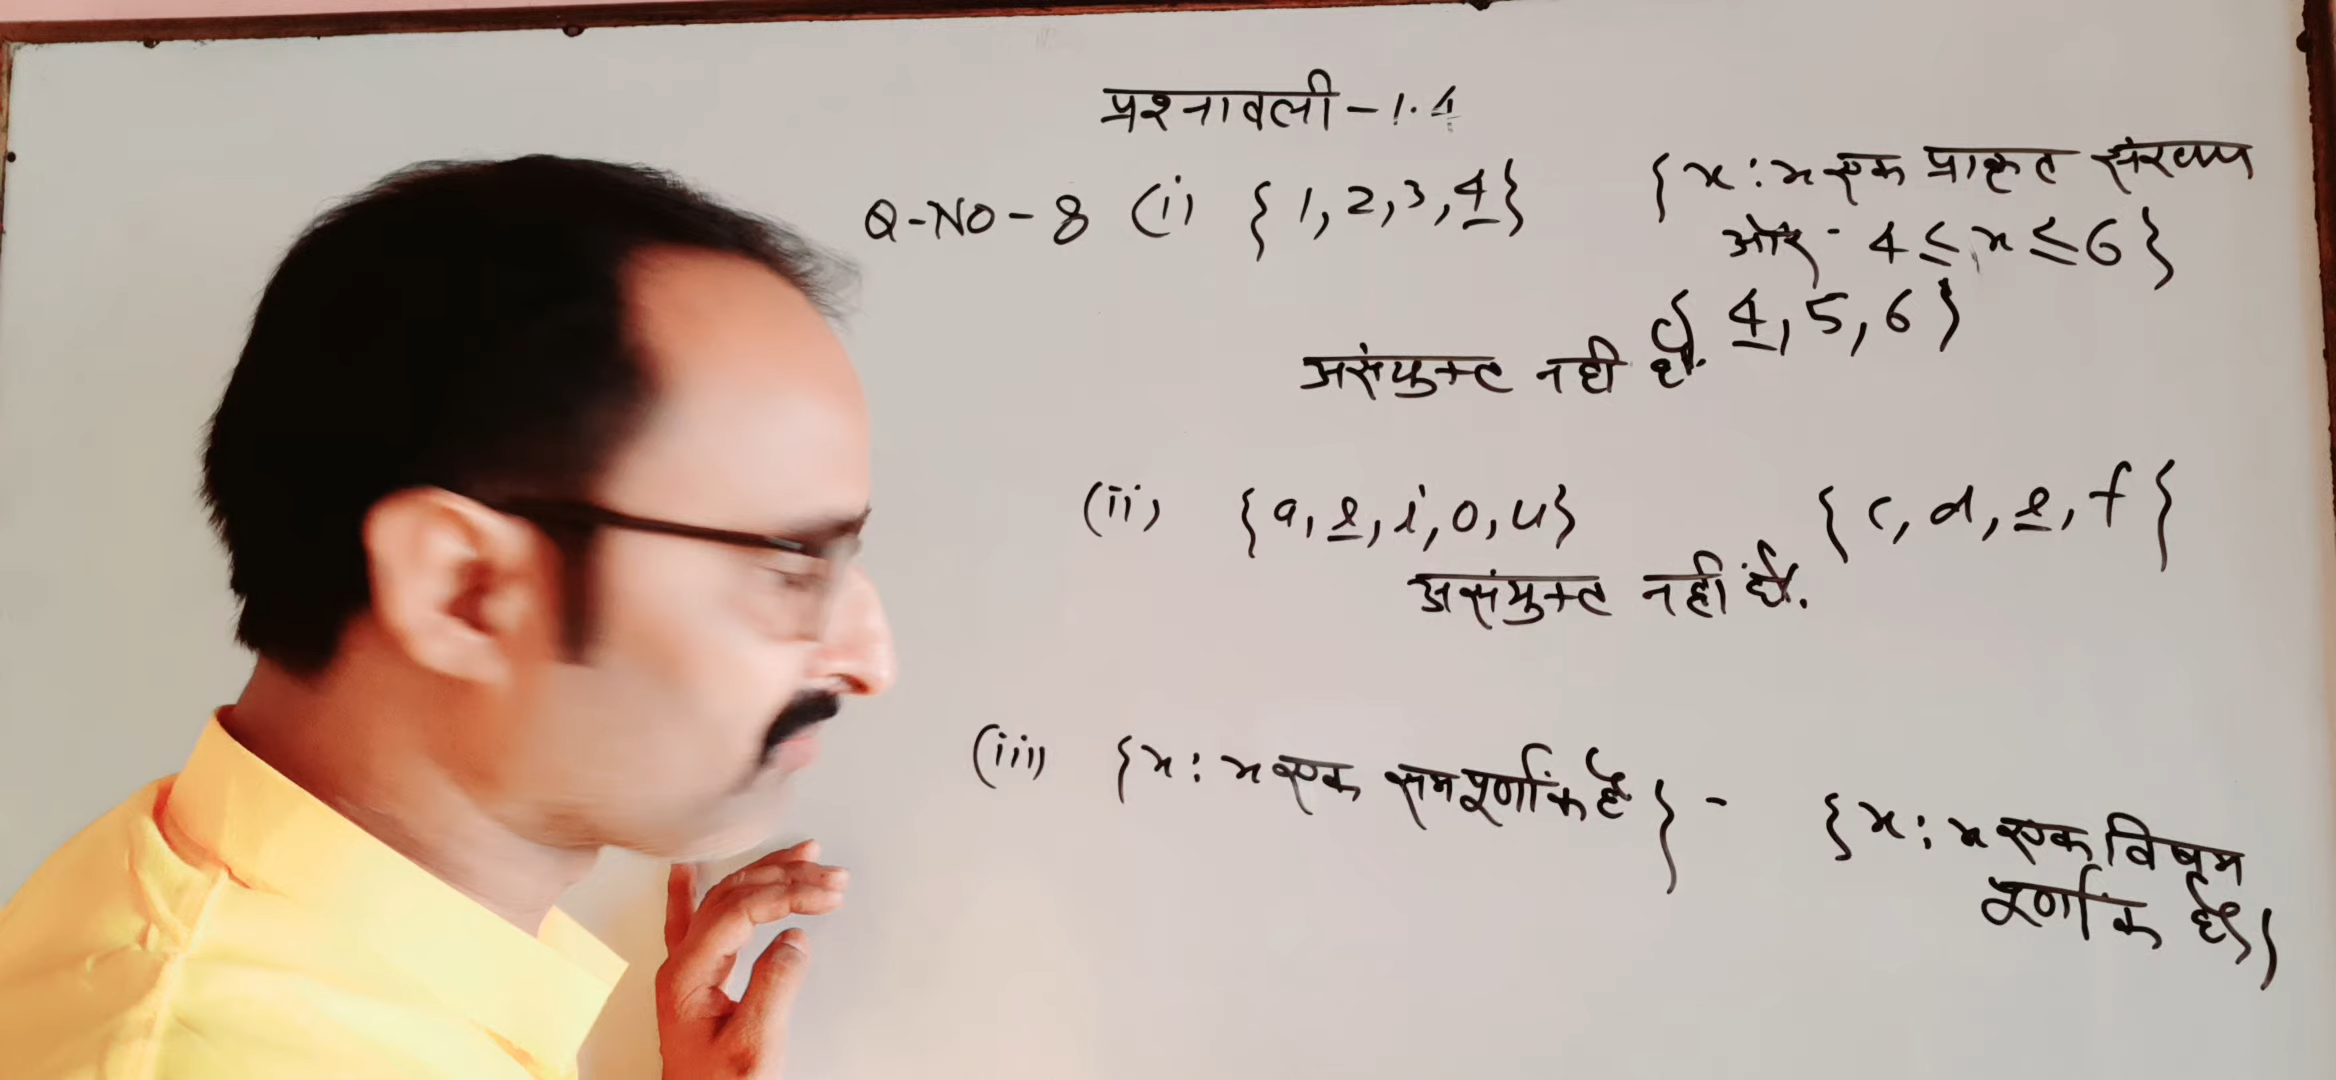 प्रश्नावली - 1.4
Q-NO-8 (i) { 1, 2, 3, 4 } { x : x एक प्राकृत संख्या
और 4 ≤ x ≤ 6 }
{ 4, 5, 6 }
असंयुक्त नही है.
(ii) { a, e, i, o, u } { c, d, e, f }
असंयुक्त नहीं है.
(iii) { x : x एक सम पूर्णांक है } - { x : x एक विषम
पूर्णांक है }